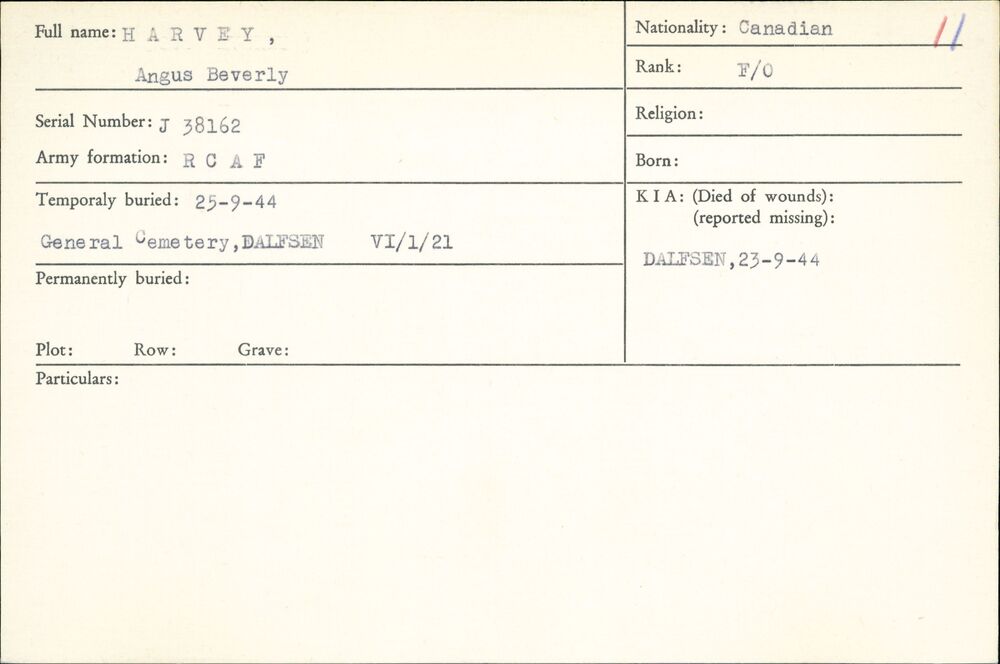 Full name: H A R V E Y ,
Angus Beverly
Serial Number: J 38162
Army formation: R C A F
Temporaly buried: 25-9-44
General Cemetery,DALFSEN VI/1/21
Permanently buried:
Plot: Row: Grave:
Particulars:
Nationality: Canadian
Rank: F/O
Religion:
Born:
K I A: (Died of wounds):
(reported missing):
DALFSEN,23-9-44